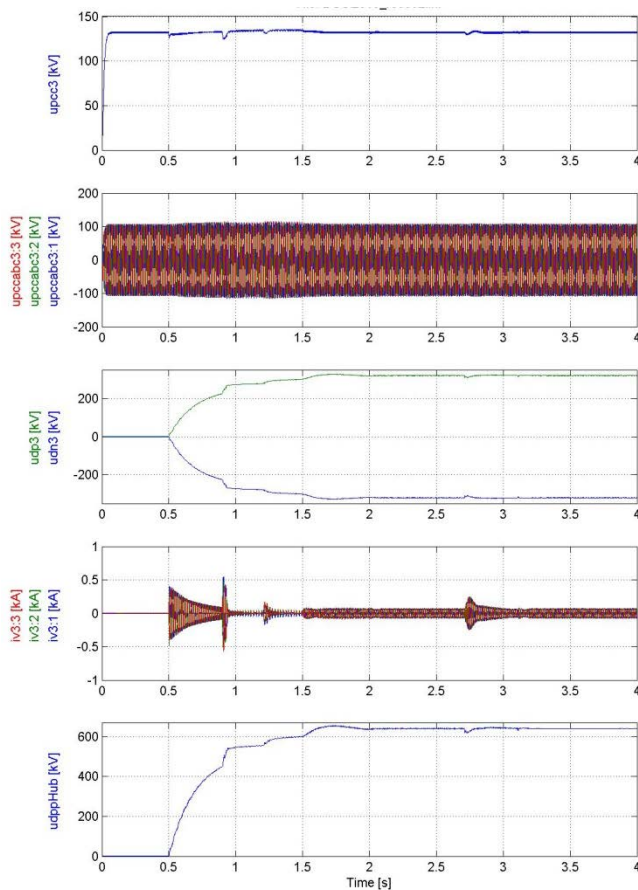 150
100
50
0
upcc3 [kV]
0 0.5 1 1.5 2 2.5 3 3.5 4
200
100
0
-100
-200
upccabc3:3 [kV]
upccabc3:2 [kV]
upccabc3:1 [kV]
0 0.5 1 1.5 2 2.5 3 3.5 4
200
0
-200
udp3 [kV]
udn3 [kV]
0 0.5 1 1.5 2 2.5 3 3.5 4
1
0.5
0
-0.5
-1
iv3:3 [kA]
iv3:2 [kA]
iv3:1 [kA]
0 0.5 1 1.5 2 2.5 3 3.5 4
600
400
200
0
udppHub [kV]
0 0.5 1 1.5 2 2.5 3 3.5 4
Time [s]